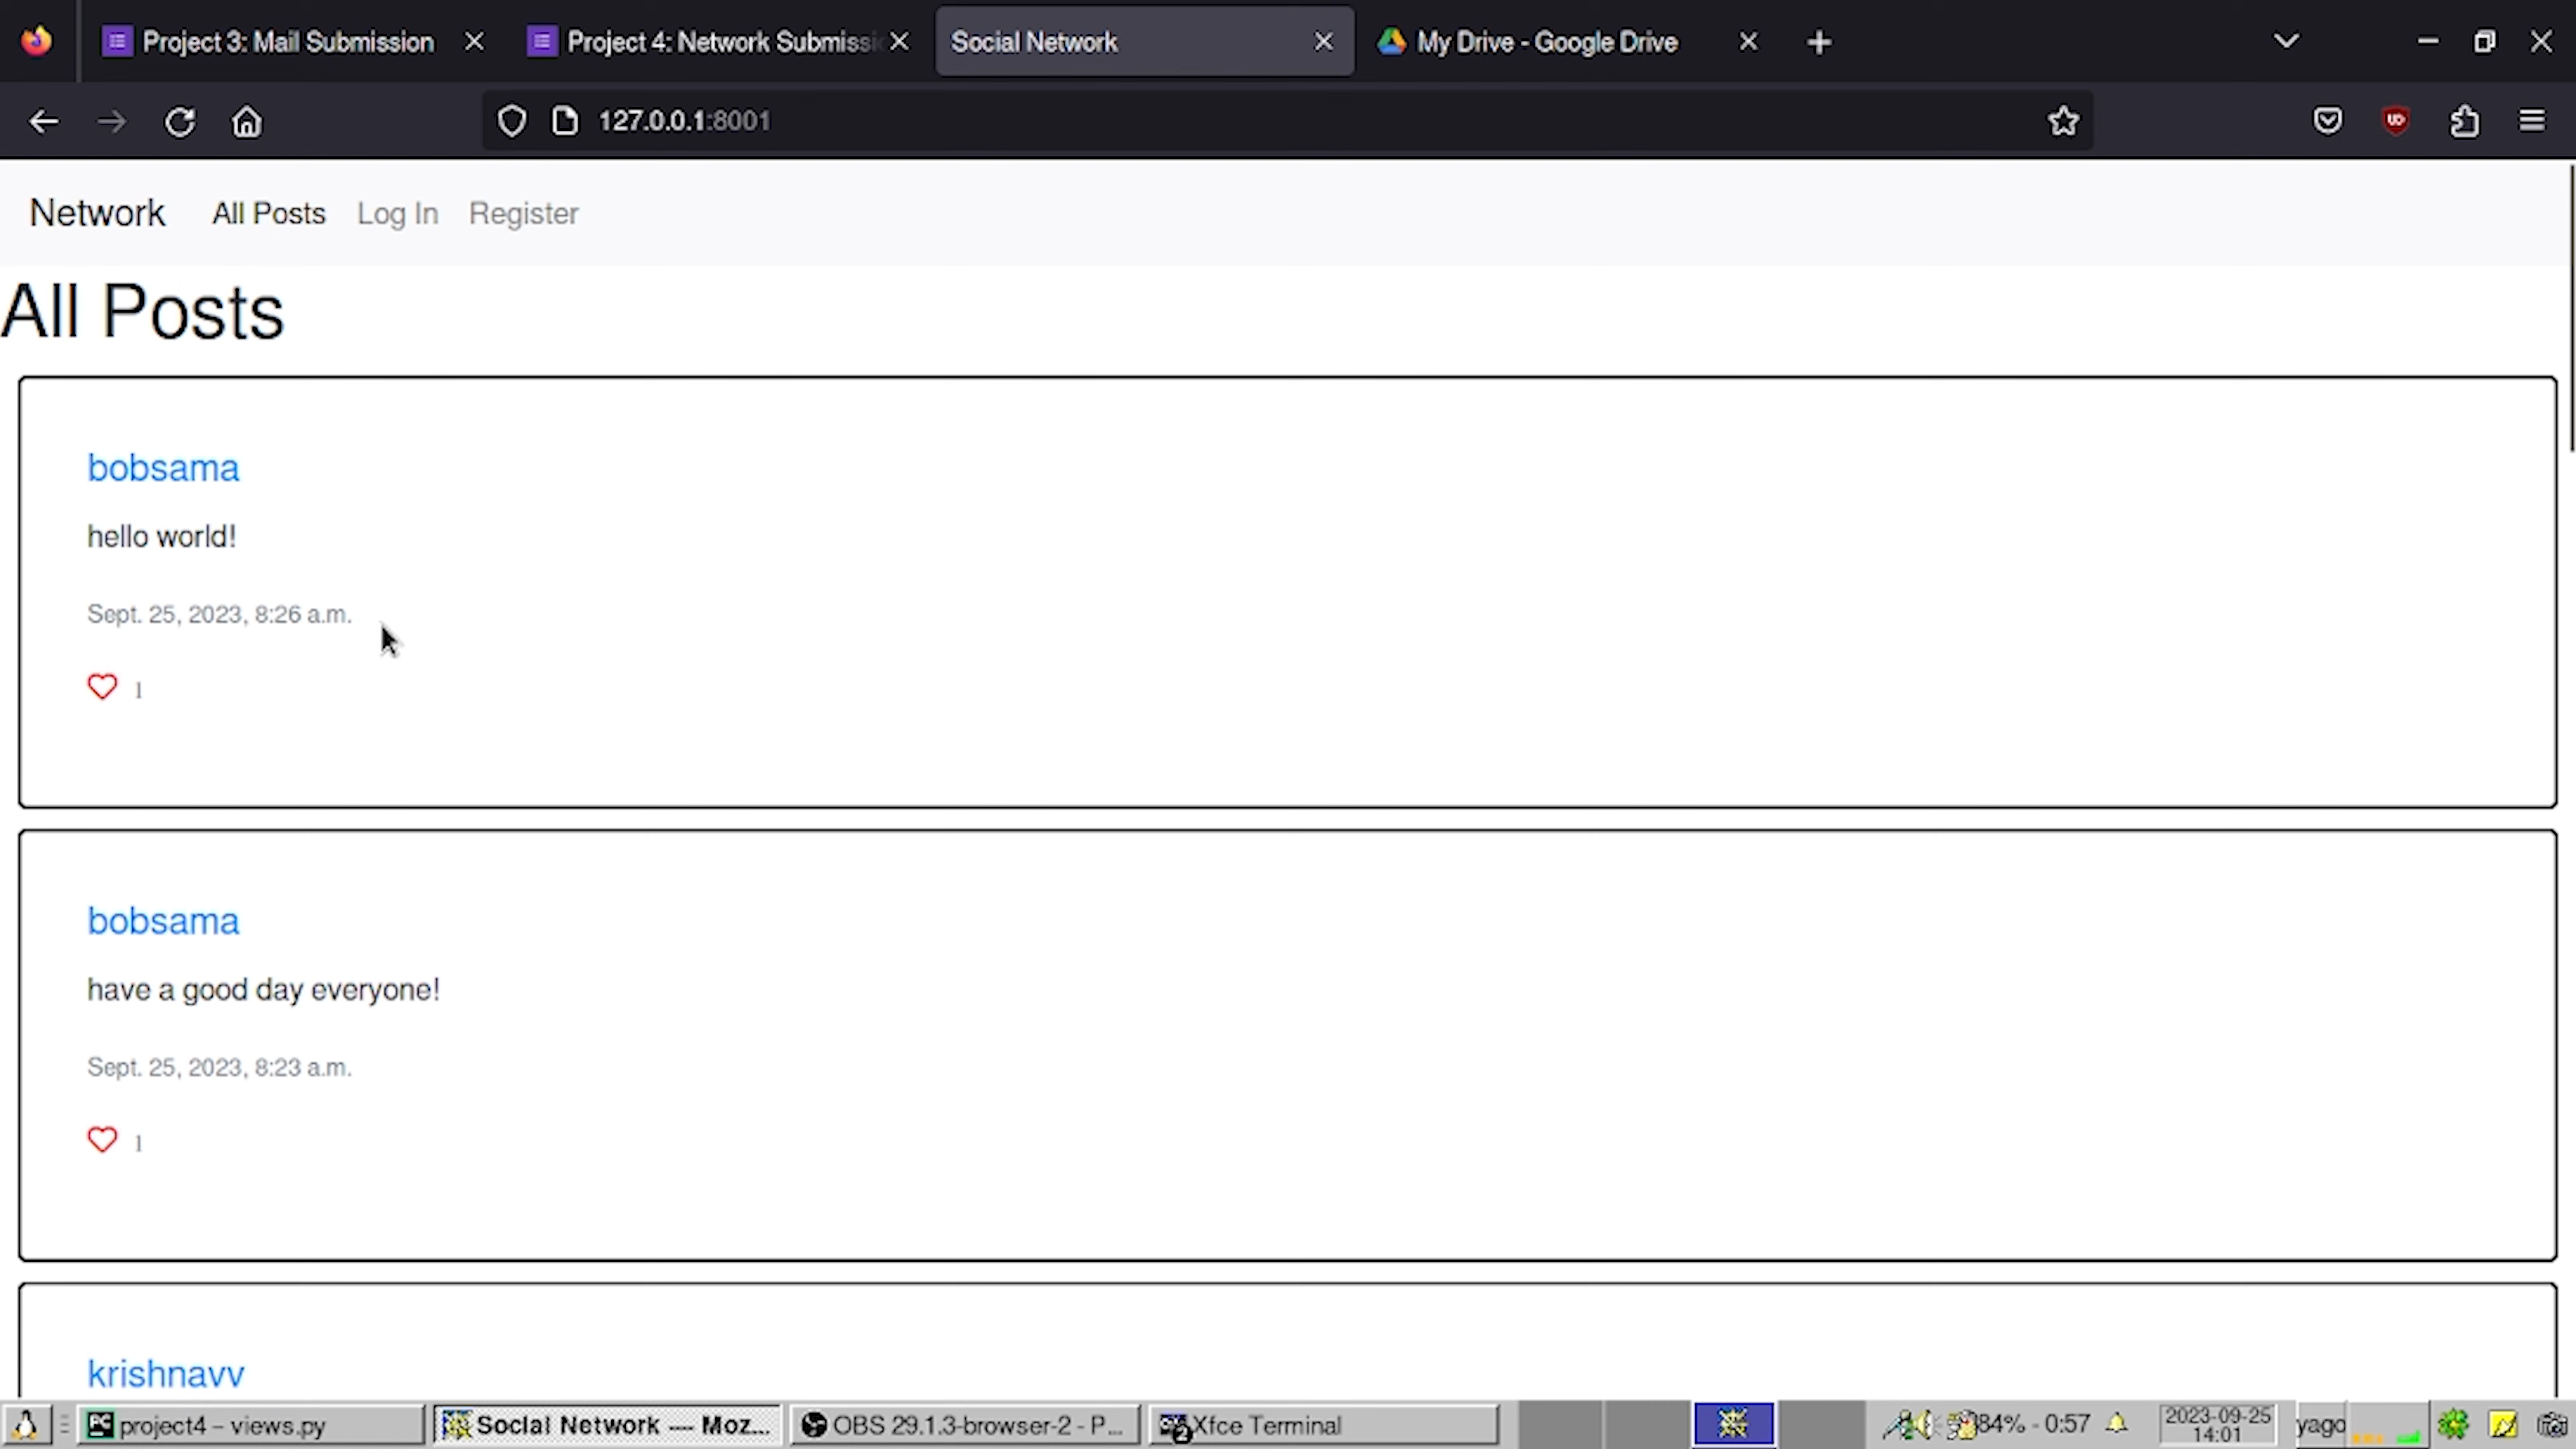 Project 3: Mail Submission
Project 4: Network Submissi
Social Network
My Drive - Google Drive
127.0.0.1:8001
Network
All Posts
Log In
Register
All Posts
bobsama
hello world!
Sept. 25, 2023, 8:26 a.m.
1
bobsama
have a good day everyone!
Sept. 25, 2023, 8:23 a.m.
1
krishnavv
project4 – views.py
Social Network — Moz...
OBS 29.1.3-browser-2 - P...
2
Xfce Terminal
84% - 0:57
2023-09-25
14:01
yago